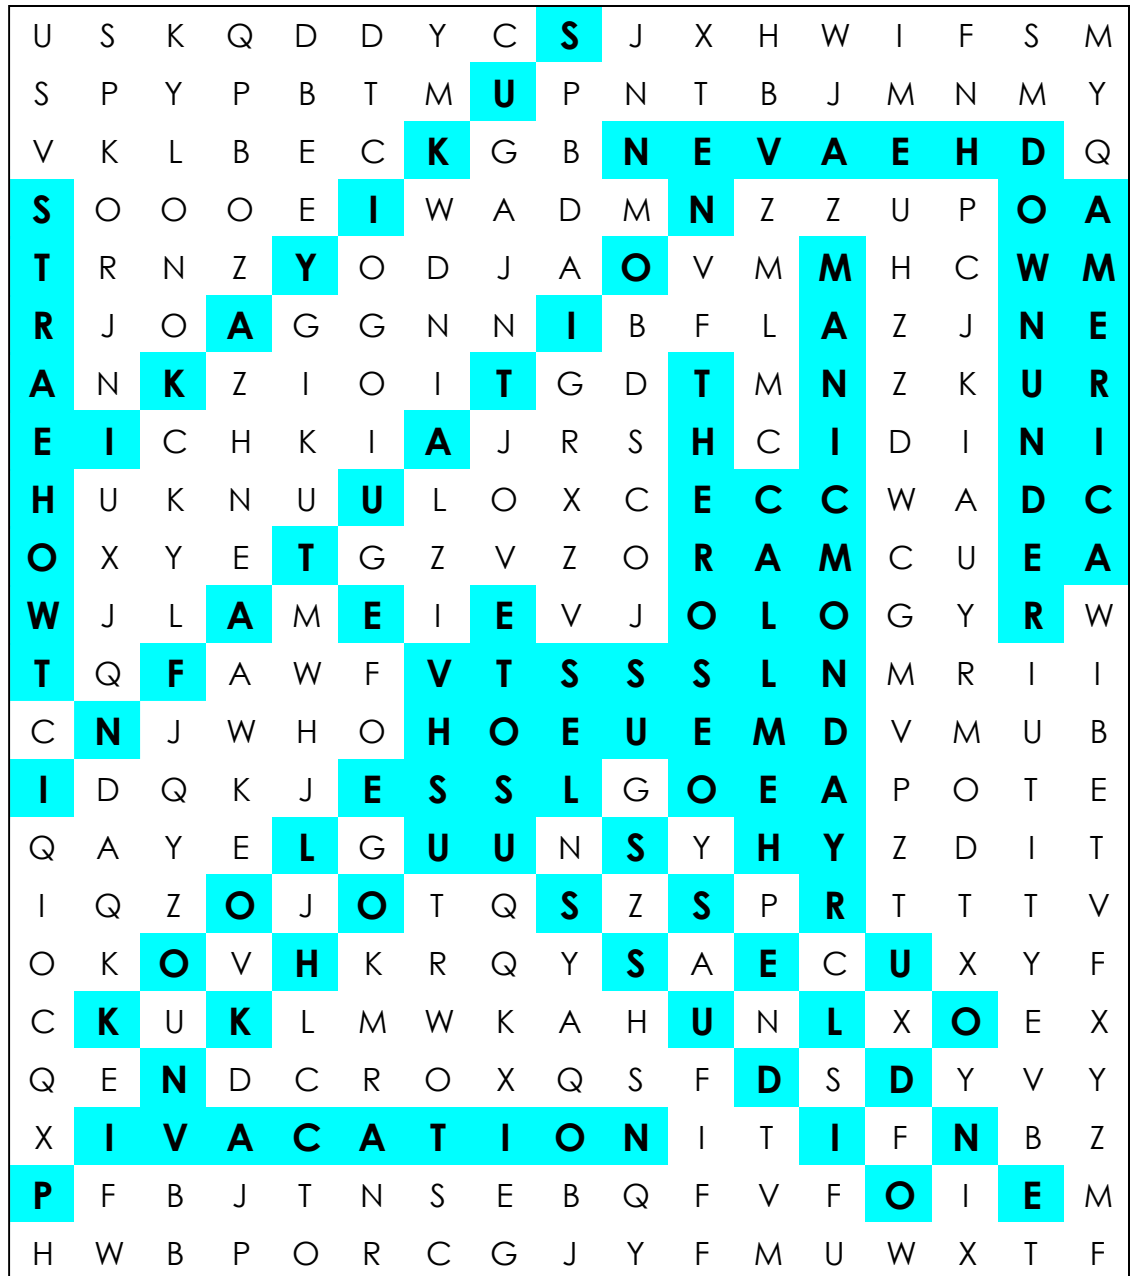 U S K Q D D Y C S J X H W I F S M
S P Y P B T M U P N T B J M N M Y
V K L B E C K G B N E V A E H D Q
S O O O E I W A D M N Z Z U P O A
T R N Z Y O D J A O V M M H C W M
R J O A G G N N I B F L A Z J N E
A N K Z I O I T G D T M N Z K U R
E I C H K I A J R S H C I D I N I
H U K N U U L O X C E C C W A D C
O X Y E T G Z V Z O R A M C U E A
W J L A M E I E V J O L O G Y R W
T Q F A W F V T S S S L N M R I I
C N J W H O H O E U E M D V M U B
I D Q K J E S S L G O E A P O T E
Q A Y E L G U U N S Y H Y Z D I T
I Q Z O J O T Q S Z S P R T T T V
O K O V H K R Q Y S A E C U X Y F
C K U K L M W K A H U N L X O E X
Q E N D C R O X Q S F D S D Y V Y
X I V A C A T I O N I T I F N B Z
P F B J T N S E B Q F V F O I E M
H W B P O R C G J Y F M U W X T F